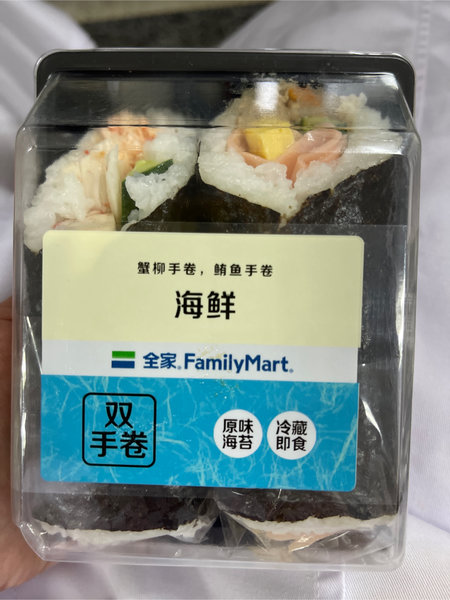 蟹柳手卷，鲔鱼手卷
海鲜
全家® FamilyMart®
双
手卷
原味
海苔
冷藏
即食